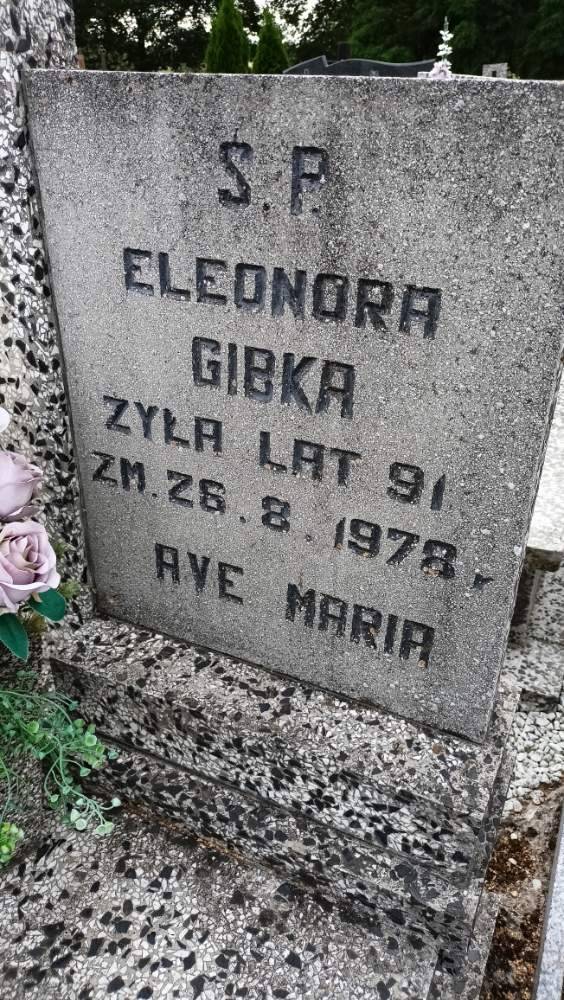 S.P.
ELEONORA
GIBKA
ŻYŁA LAT 91
ZM. 26.8.1978 r
AVE MARIA